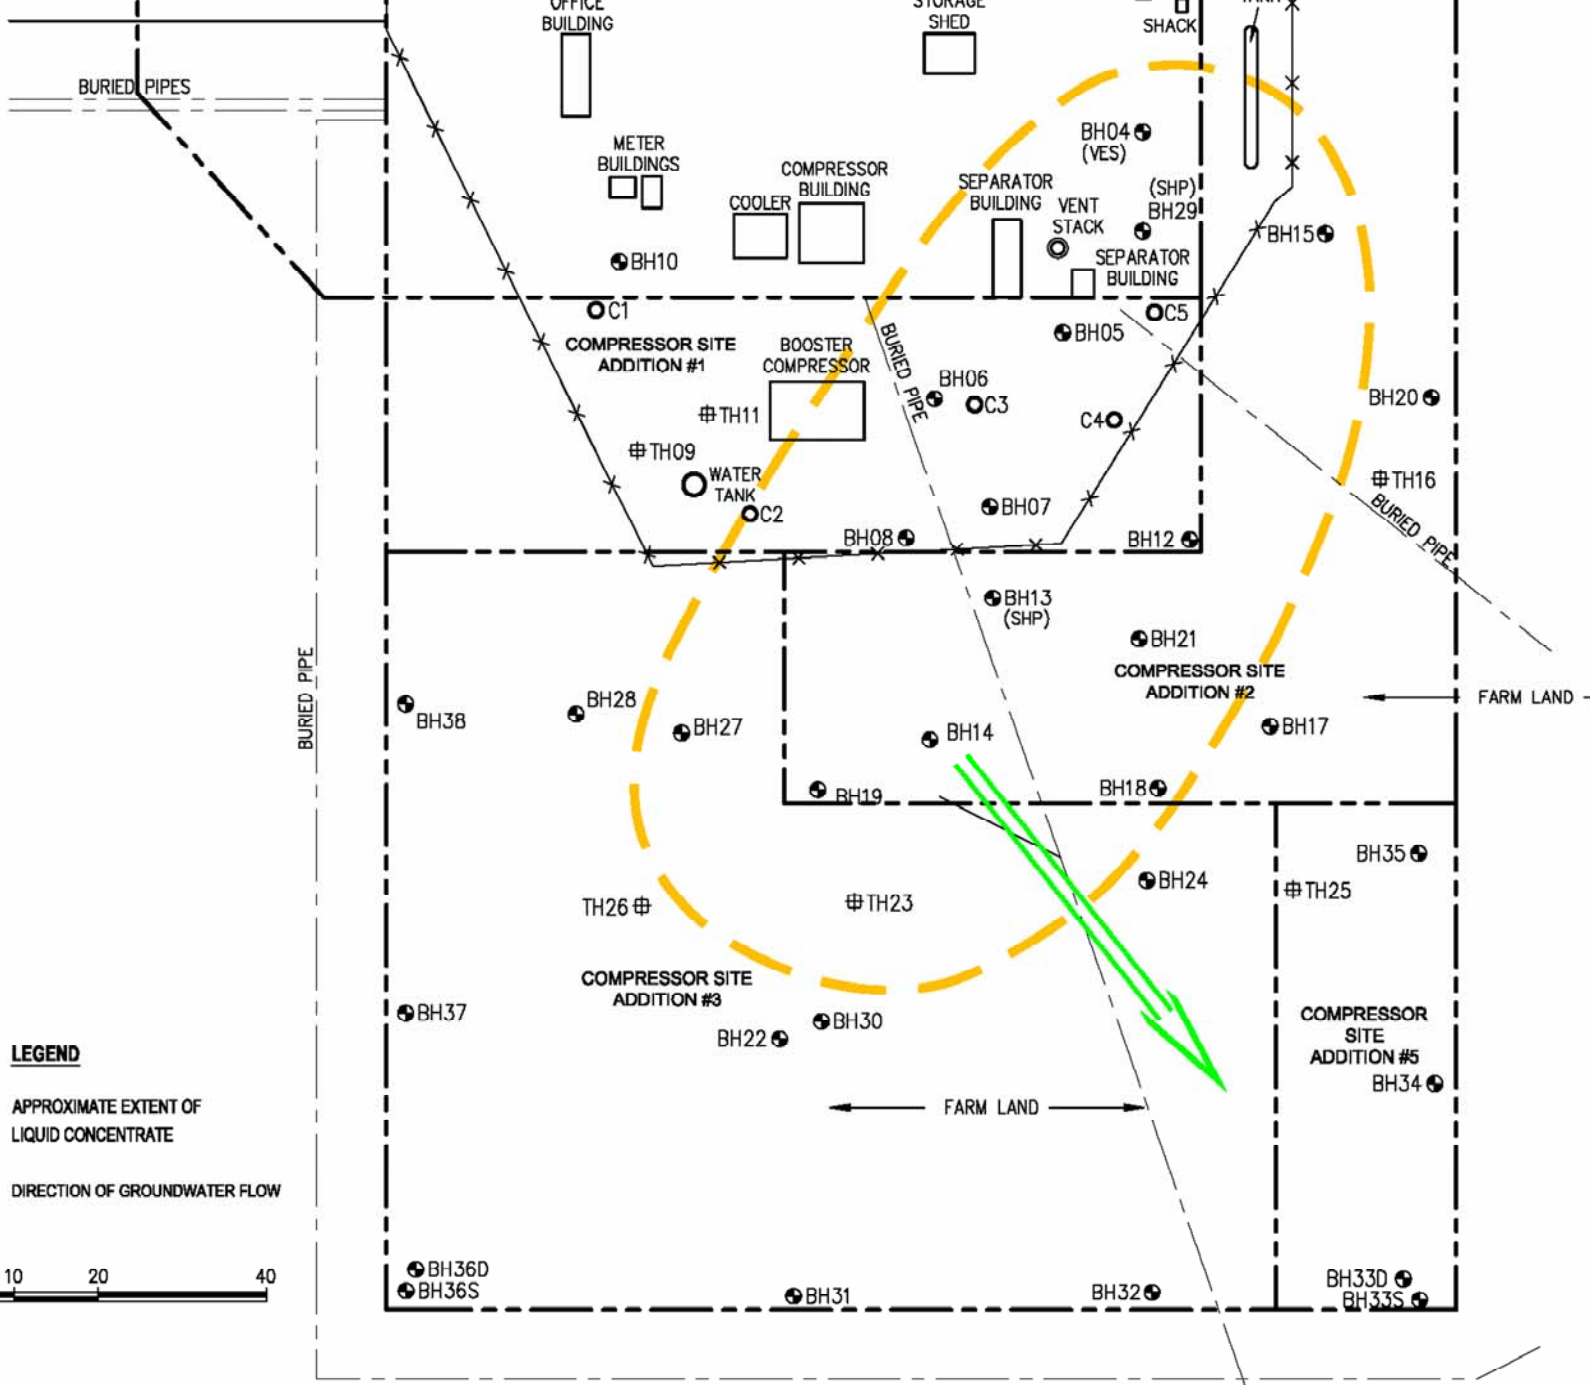 OFFICE
BUILDING
STORAGE
SHED
SHACK
TANK
BURIED PIPES
METER
BUILDINGS
COOLER
COMPRESSOR
BUILDING
SEPARATOR
BUILDING
VENT
STACK
BH04
(VES)
(SHP)
BH29
BH15
SEPARATOR
BUILDING
BH10
C1
C5
BH05
COMPRESSOR SITE
ADDITION #1
BOOSTER
COMPRESSOR
BURIED PIPE
BH06
C3
C4
BH20
TH11
TH09
WATER
TANK
C2
TH16
BURIED PIPE
BH07
BH08
BH12
BH13
(SHP)
BH21
COMPRESSOR SITE
ADDITION #2
FARM LAND
BURIED PIPE
BH38
BH28
BH27
BH14
BH17
BH19
BH18
BH35
BH24
TH25
TH26
TH23
COMPRESSOR SITE
ADDITION #3
BH37
BH30
BH22
COMPRESSOR
SITE
ADDITION #5
BH34
FARM LAND
LEGEND
APPROXIMATE EXTENT OF
LIQUID CONCENTRATE
DIRECTION OF GROUNDWATER FLOW
10 20 40
BH36D
BH36S
BH31
BH32
BH33D
BH33S